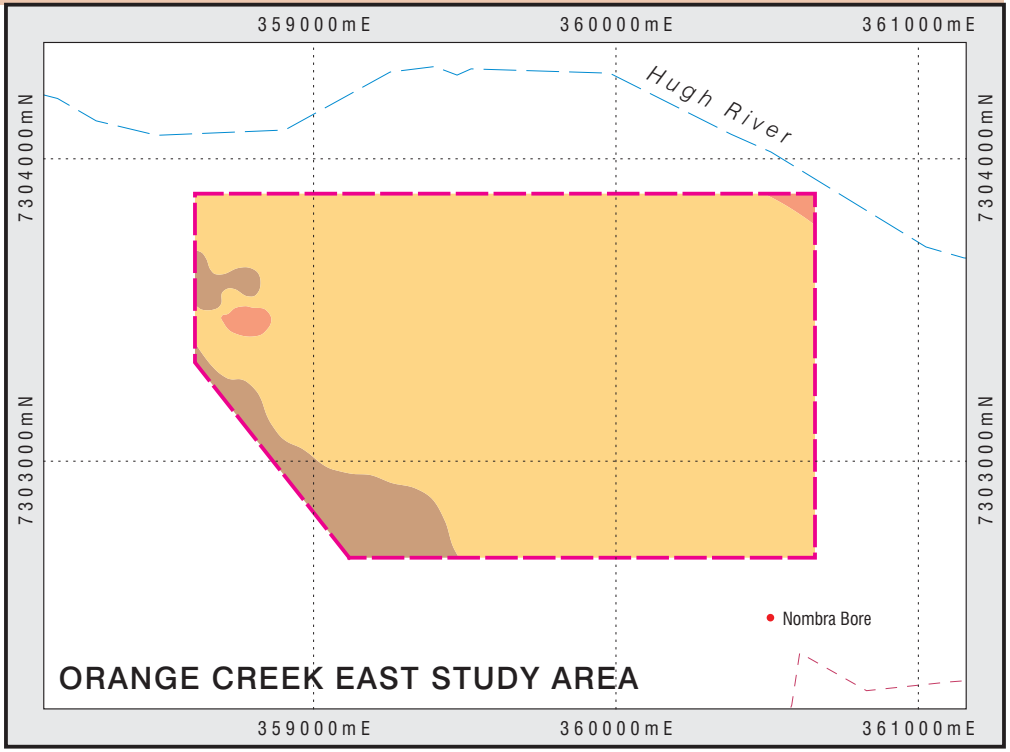 359000mE 360000mE 361000mE
Hugh River
7304000mN 7304000mN
7303000mN 7303000mN
Nombra Bore
ORANGE CREEK EAST STUDY AREA
359000mE 360000mE 361000mE